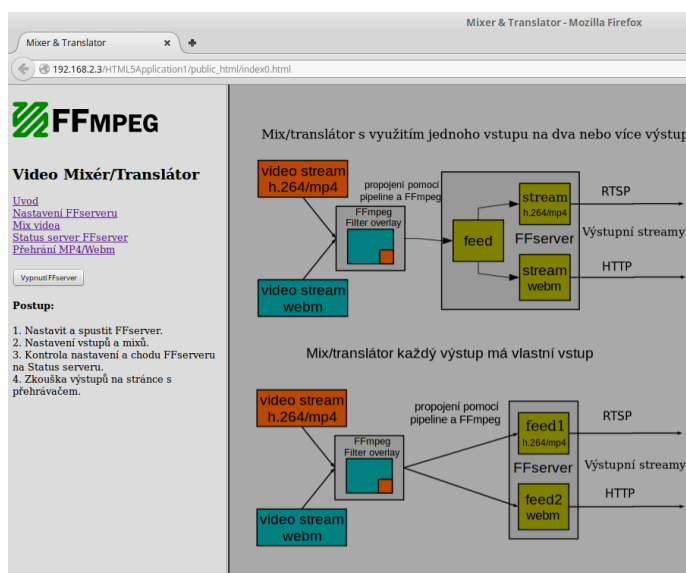 Mixer & Translator - Mozilla Firefox
Mixer & Translator
192.168.2.3/HTML5Application1/public_html/index0.html
FFMPEG
Video Mixér/Translátor
Uvod
Nastavení FFserveru
Mix videa
Status server FFserver
Přehrání MP4/Webm
Vypnutí FFserver
Postup:
1. Nastavit a spustit FFserver.
2. Nastavení vstupů a mixů.
3. Kontrola nastavení a chodu FFserveru
na Status serveru.
4. Zkouška výstupů na stránce s
přehrávačem.
Mix/translátor s využitím jednoho vstupu na dva nebo více výstup
video stream
h.264/mp4
propojení pomocí
pipeline a FFmpeg
FFmpeg
Filter overlay
video stream
webm
feed
stream
h.264/mp4
FFserver
stream
webm
RTSP
Výstupní streamy
HTTP
Mix/translátor každý výstup má vlastní vstup
video stream
h.264/mp4
propojení pomocí
pipeline a FFmpeg
FFmpeg
Filter overlay
video stream
webm
feed1
h.264/mp4
FFserver
feed2
webm
RTSP
Výstupní streamy
HTTP